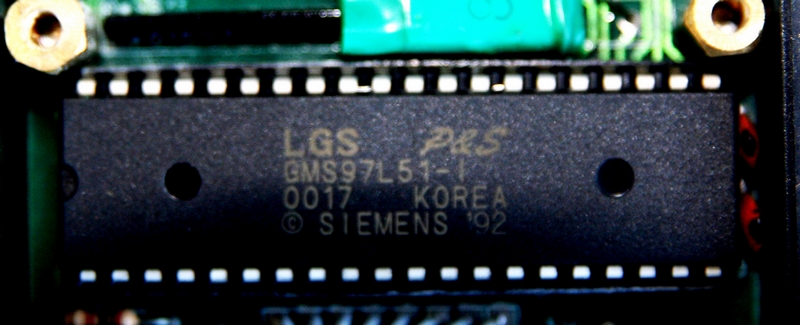 LGS P&S
GMS97L51-I
0017 KOREA
© SIEMENS '92